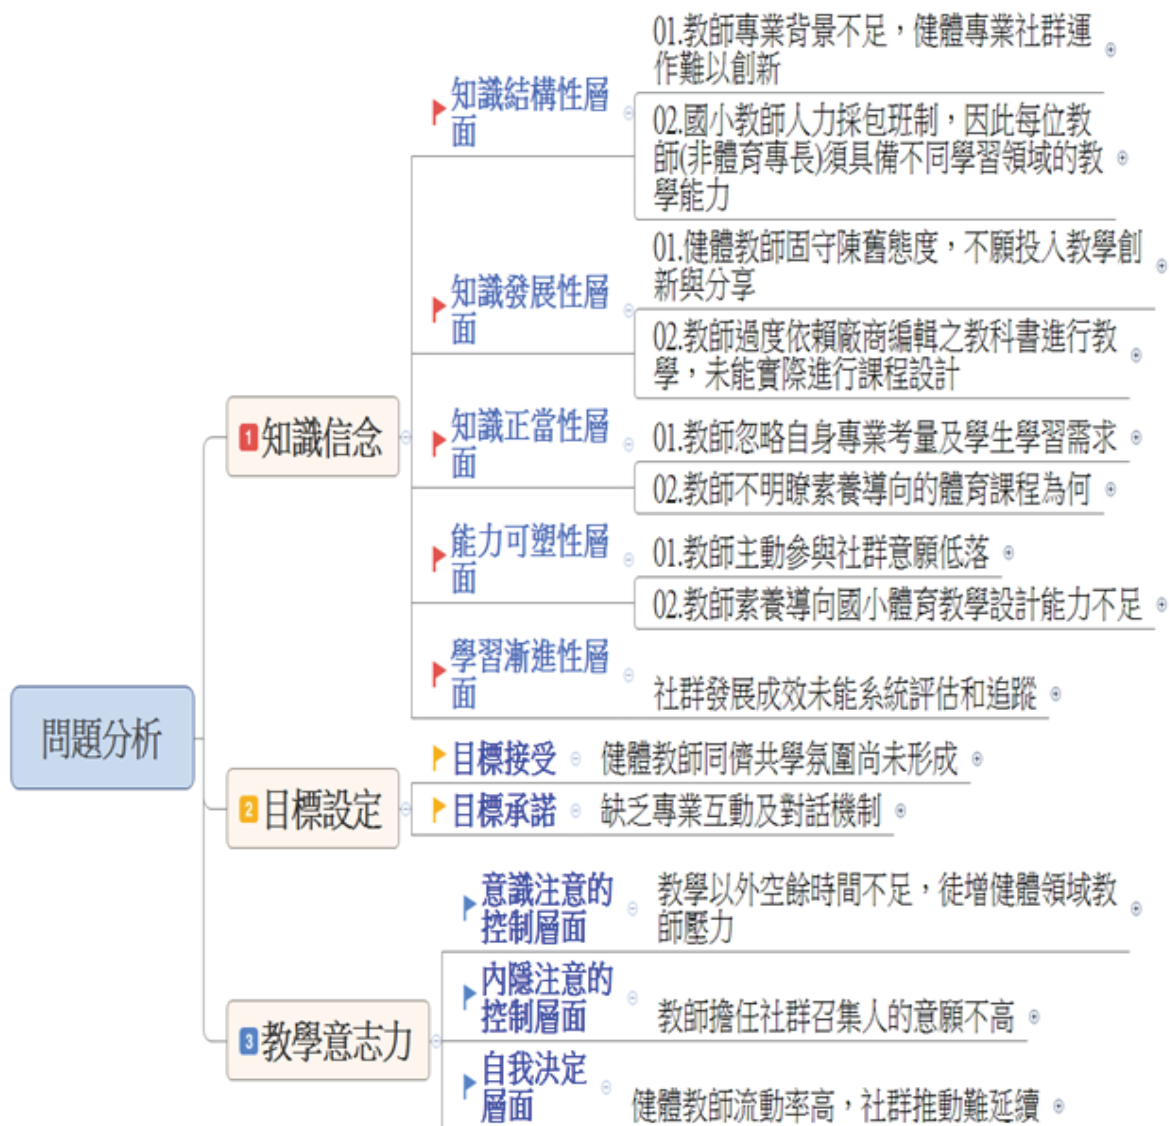 問題分析
1 知識信念
知識結構性層
面
01.教師專業背景不足，健體專業社群運
作難以創新
02.國小教師人力採包班制，因此每位教
師(非體育專長)須具備不同學習領域的教
學能力
知識發展性層
面
01.健體教師固守陳舊態度，不願投入教學創
新與分享
02.教師過度依賴廠商編輯之教科書進行教
學，未能實際進行課程設計
知識正當性層
面
01.教師忽略自身專業考量及學生學習需求
02.教師不明瞭素養導向的體育課程為何
能力可塑性層
面
01.教師主動參與社群意願低落
02.教師素養導向國小體育教學設計能力不足
學習漸進性層
面
社群發展成效未能系統評估和追蹤
2 目標設定
目標接受
健體教師同儕共學氛圍尚未形成
目標承諾
缺乏專業互動及對話機制
3 教學意志力
意識注意的
控制層面
教學以外空餘時間不足，徒增健體領域教
師壓力
內隱注意的
控制層面
教師擔任社群召集人的意願不高
自我決定
層面
健體教師流動率高，社群推動難延續